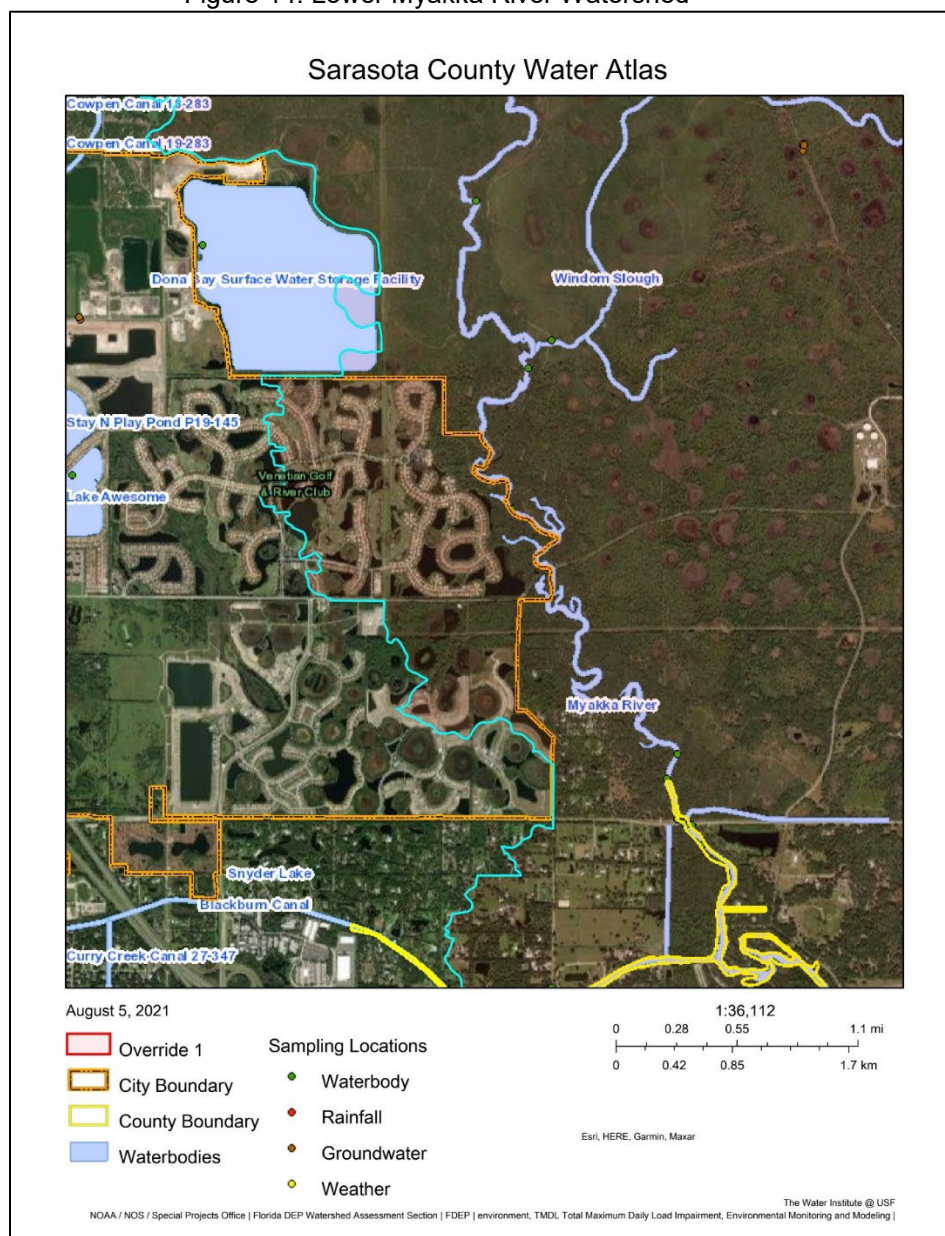 Figure 11: Lower Myakka River Watershed
Sarasota County Water Atlas
Cowpen Canal 13-283
Cowpen Canal 19-283
Dona Bay Surface Water Storage Facility
Windom Slough
Stay N Play Pond P19-145
Venetian Golf
& River Club
Lake Awesome
Myakka River
Snyder Lake
Blackburn Canal
Curry Creek Canal 27-347
August 5, 2021
1:36,112
0 0.28 0.55 1.1 mi
0 0.42 0.85 1.7 km
Override 1
City Boundary
County Boundary
Waterbodies
Sampling Locations
Waterbody
Rainfall
Groundwater
Weather
Esri, HERE, Garmin, Maxar
The Water Institute @ USF
NOAA / NOS / Special Projects Office | Florida DEP Watershed Assessment Section | FDEP | environment, TMDL Total Maximum Daily Load Impairment, Environmental Monitoring and Modeling |